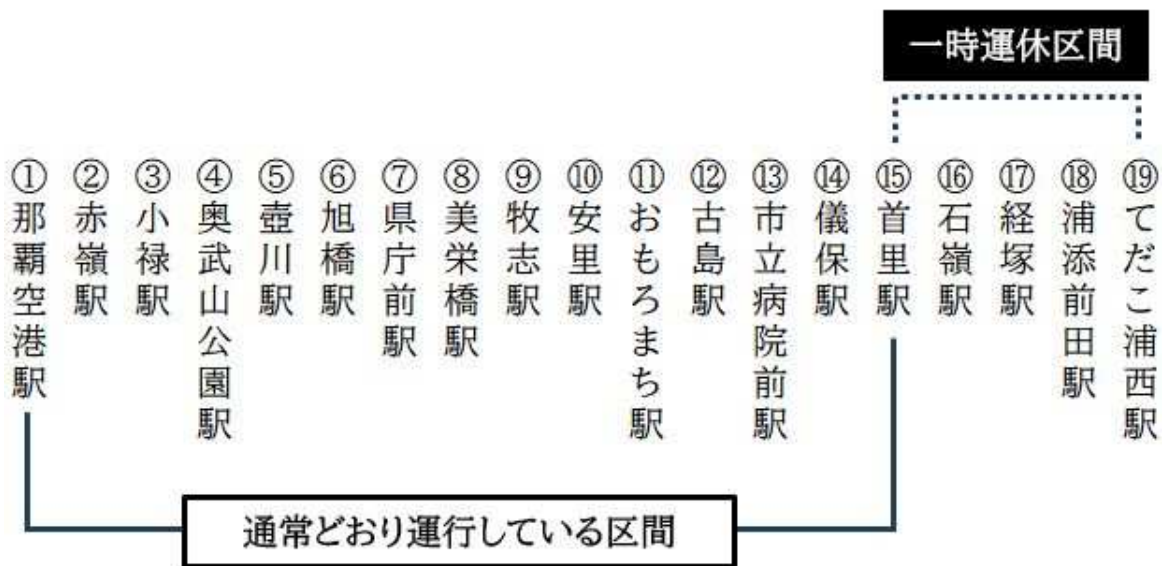 一時運休区間
①那覇空港駅
②赤嶺駅
③小禄駅
④奥武山公園駅
⑤壺川駅
⑥旭橋駅
⑦県庁前駅
⑧美栄橋駅
⑨牧志駅
⑩安里駅
⑪おもろまち駅
⑫古島駅
⑬市立病院前駅
⑭儀保駅
⑮首里駅
⑯石嶺駅
⑰経塚駅
⑱浦添前田駅
⑲てだこ浦西駅
通常どおり運行している区間